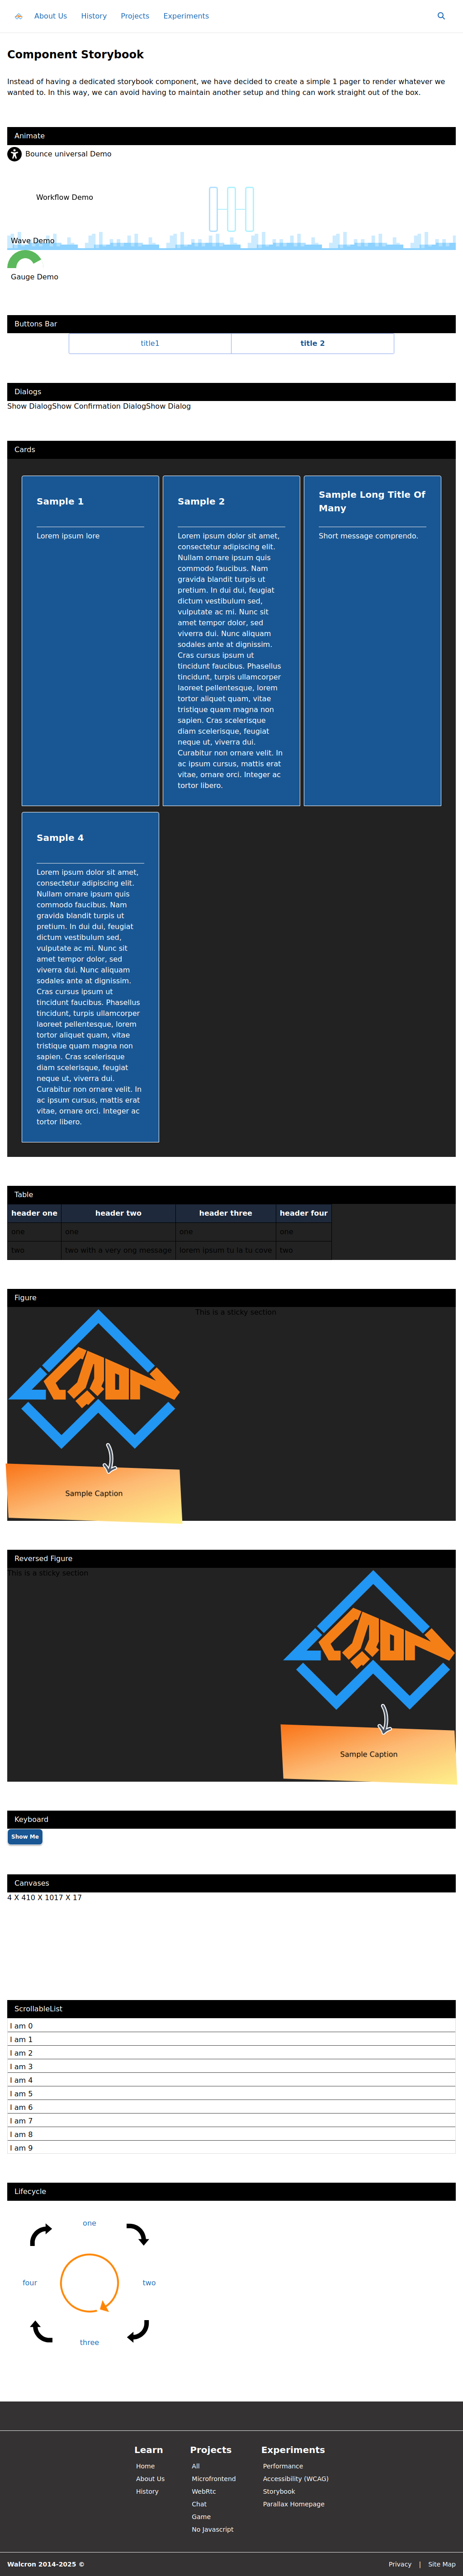 About Us History Projects Experiments
Component Storybook
Instead of having a dedicated storybook component, we have decided to create a simple 1 pager to render whatever we
wanted to. In this way, we can avoid having to maintain another setup and thing can work straight out of the box.
Animate
Bounce universal Demo
Workflow Demo
Wave Demo
Gauge Demo
Buttons Bar
title1 title 2
Dialogs
Show DialogShow Confirmation DialogShow Dialog
Cards
Sample 1
Lorem ipsum lore
Sample 2
Lorem ipsum dolor sit amet,
consectetur adipiscing elit.
Nullam ornare ipsum quis
commodo faucibus. Nam
gravida blandit turpis ut
pretium. In dui dui, feugiat
dictum vestibulum sed,
vulputate ac mi. Nunc sit
amet tempor dolor, sed
viverra dui. Nunc aliquam
sodales ante at dignissim.
Cras cursus ipsum ut
tincidunt faucibus. Phasellus
tincidunt, turpis ullamcorper
laoreet pellentesque, lorem
tortor aliquet quam, vitae
tristique quam magna non
sapien. Cras scelerisque
diam scelerisque, feugiat
neque ut, viverra dui.
Curabitur non ornare velit. In
ac ipsum cursus, mattis erat
vitae, ornare orci. Integer ac
tortor libero.
Sample Long Title Of
Many
Short message comprendo.
Sample 4
Lorem ipsum dolor sit amet,
consectetur adipiscing elit.
Nullam ornare ipsum quis
commodo faucibus. Nam
gravida blandit turpis ut
pretium. In dui dui, feugiat
dictum vestibulum sed,
vulputate ac mi. Nunc sit
amet tempor dolor, sed
viverra dui. Nunc aliquam
sodales ante at dignissim.
Cras cursus ipsum ut
tincidunt faucibus. Phasellus
tincidunt, turpis ullamcorper
laoreet pellentesque, lorem
tortor aliquet quam, vitae
tristique quam magna non
sapien. Cras scelerisque
diam scelerisque, feugiat
neque ut, viverra dui.
Curabitur non ornare velit. In
ac ipsum cursus, mattis erat
vitae, ornare orci. Integer ac
tortor libero.
Table
header one header two header three header four
one one one one
two two with a very ong message lorem ipsum tu la tu cave two
Figure
This is a sticky section
Sample Caption
Reversed Figure
This is a sticky section
Sample Caption
Keyboard
Show Me
Canvases
4 X 410 X 1017 X 17
ScrollableList
I am 0
I am 1
I am 2
I am 3
I am 4
I am 5
I am 6
I am 7
I am 8
I am 9
Lifecycle
one
four two
three
Learn
Home
About Us
History
Projects
All
Microfrontend
WebRtc
Chat
Game
No Javascript
Experiments
Performance
Accessibility (WCAG)
Storybook
Parallax Homepage
Walcron 2014-2025 © Privacy | Site Map